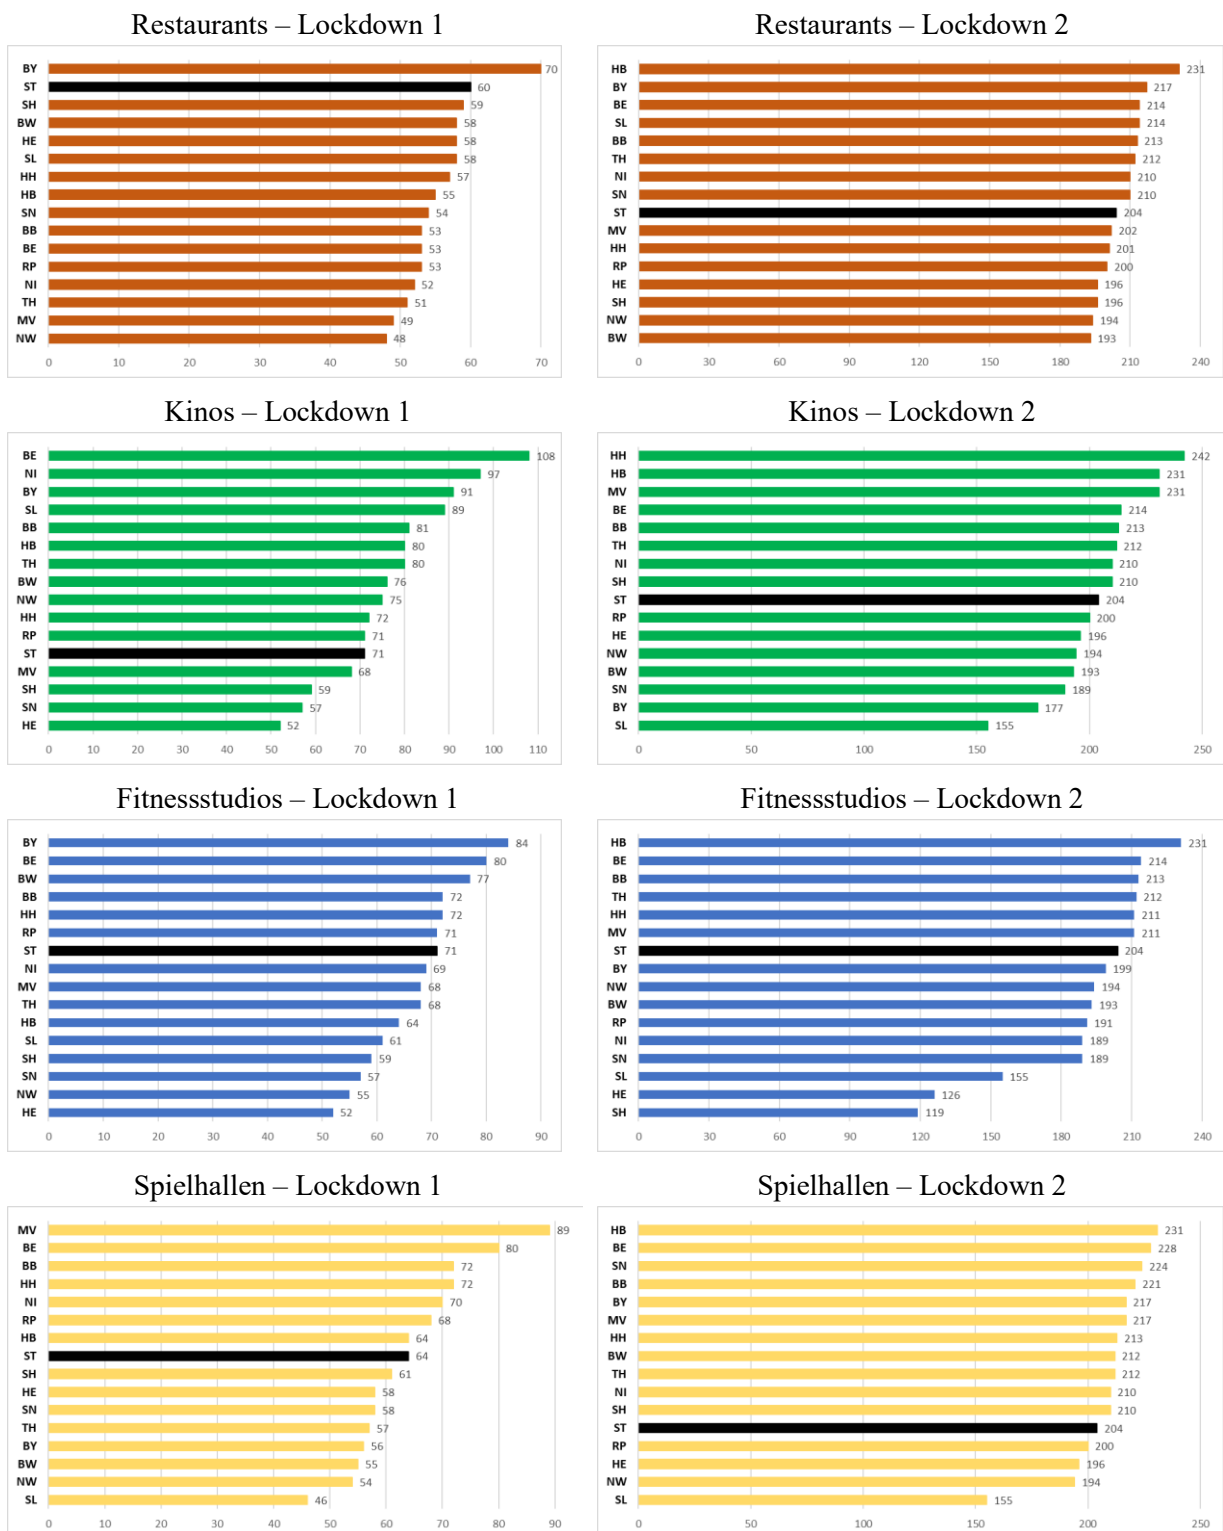 Restaurants – Lockdown 1
BY 70
ST 60
SH 59
BW 58
HE 58
SL 58
HH 57
HB 55
SN 54
BB 53
BE 53
RP 53
NI 52
TH 51
MV 49
NW 48
0 10 20 30 40 50 60 70
Restaurants – Lockdown 2
HB 231
BY 217
BE 214
SL 214
BB 213
TH 212
NI 210
SN 210
ST 204
MV 202
HH 201
RP 200
HE 196
SH 196
NW 194
BW 193
0 30 60 90 120 150 180 210 240
Kinos – Lockdown 1
BE 108
NI 97
BY 91
SL 89
BB 81
HB 80
TH 80
BW 76
NW 75
HH 72
RP 71
ST 71
MV 68
SH 59
SN 57
HE 52
0 10 20 30 40 50 60 70 80 90 100 110
Kinos – Lockdown 2
HH 242
HB 231
MV 231
BE 214
BB 213
TH 212
NI 210
SH 210
ST 204
RP 200
HE 196
NW 194
BW 193
SN 189
BY 177
SL 155
0 50 100 150 200 250
Fitnessstudios – Lockdown 1
BY 84
BE 80
BW 77
BB 72
HH 72
RP 71
ST 71
NI 69
MV 68
TH 68
HB 64
SL 61
SH 59
SN 57
NW 55
HE 52
0 10 20 30 40 50 60 70 80 90
Fitnessstudios – Lockdown 2
HB 231
BE 214
BB 213
TH 212
HH 211
MV 211
ST 204
BY 199
NW 194
BW 193
RP 191
NI 189
SN 189
SL 155
HE 126
SH 119
0 30 60 90 120 150 180 210 240
Spielhallen – Lockdown 1
MV 89
BE 80
BB 72
HH 72
NI 70
RP 68
HB 64
ST 64
SH 61
HE 58
SN 58
TH 57
BY 56
BW 55
NW 54
SL 46
0 10 20 30 40 50 60 70 80 90
Spielhallen – Lockdown 2
HB 231
BE 228
SN 224
BB 221
BY 217
MV 217
HH 213
BW 212
TH 212
NI 210
SH 210
ST 204
RP 200
HE 196
NW 194
SL 155
0 50 100 150 200 250